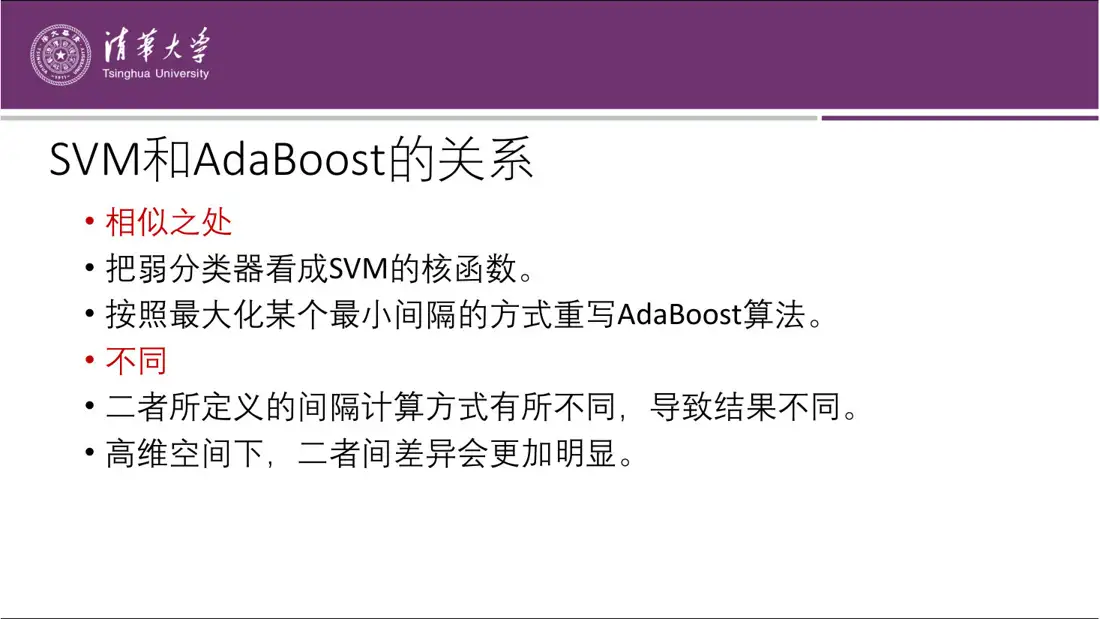 清华大学
Tsinghua University
SVM和AdaBoost的关系
• 相似之处
• 把弱分类器看成SVM的核函数。
• 按照最大化某个最小间隔的方式重写AdaBoost算法。
• 不同
• 二者所定义的间隔计算方式有所不同，导致结果不同。
• 高维空间下，二者间差异会更加明显。